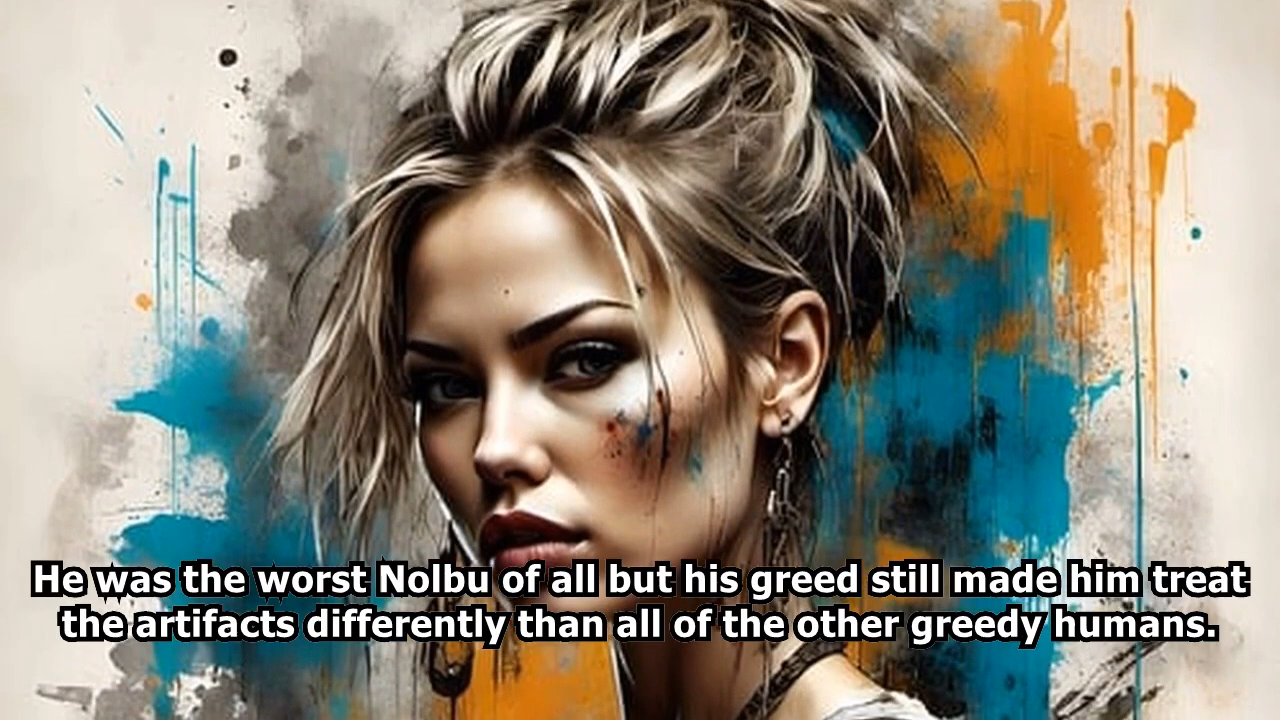 He was the worst Nolbu of all but his greed still made him treat
the artifacts differently than all of the other greedy humans.